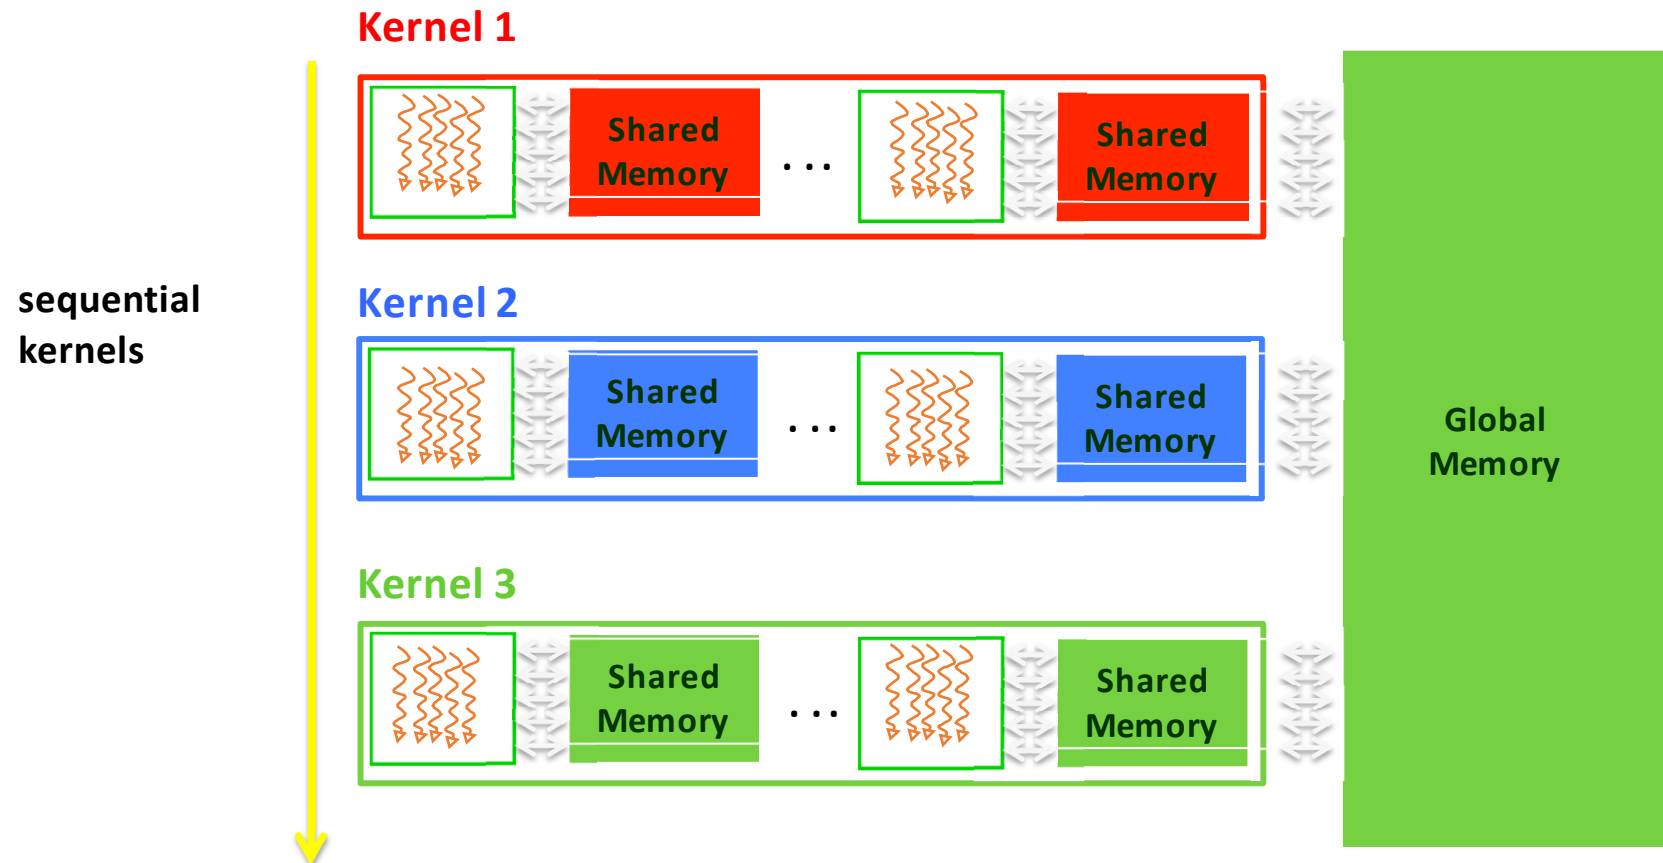 Kernel 1
Shared
Memory
...
Shared
Memory
sequential
kernels
Kernel 2
Shared
Memory
...
Shared
Memory
Global
Memory
Kernel 3
Shared
Memory
...
Shared
Memory